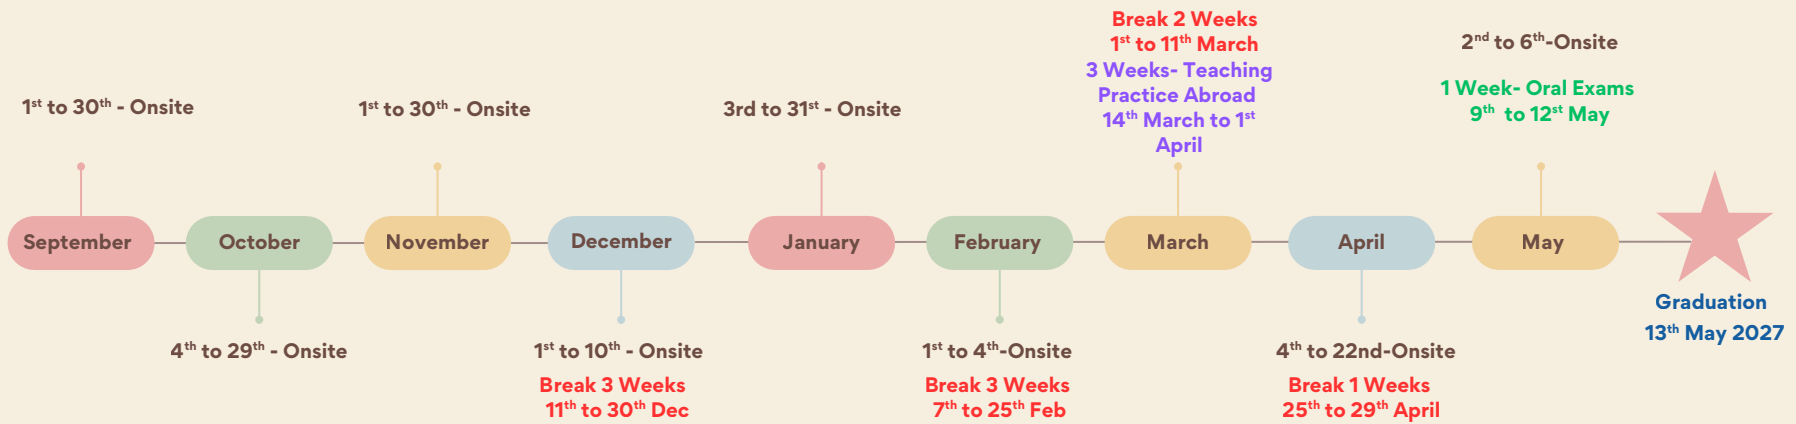 1st to 30th - Onsite
September
October
4th to 29th - Onsite
1st to 30th - Onsite
November
December
1st to 10th - Onsite
Break 3 Weeks
11th to 30th Dec
3rd to 31st - Onsite
January
February
1st to 4th-Onsite
Break 3 Weeks
7th to 25th Feb
Break 2 Weeks
1st to 11th March
3 Weeks- Teaching
Practice Abroad
14th March to 1st
April
March
April
4th to 22nd-Onsite
Break 1 Weeks
25th to 29th April
2nd to 6th-Onsite
1 Week- Oral Exams
9th to 12st May
May
Graduation
13th May 2027